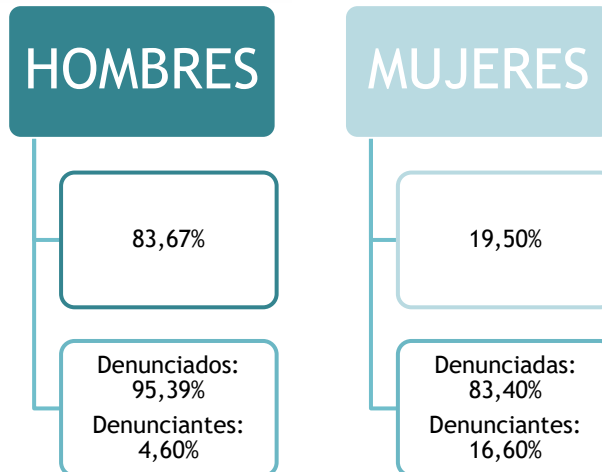 HOMBRES
83,67%
Denunciados:
95,39%
Denunciantes:
4,60%
MUJERES
19,50%
Denunciadas:
83,40%
Denunciantes:
16,60%